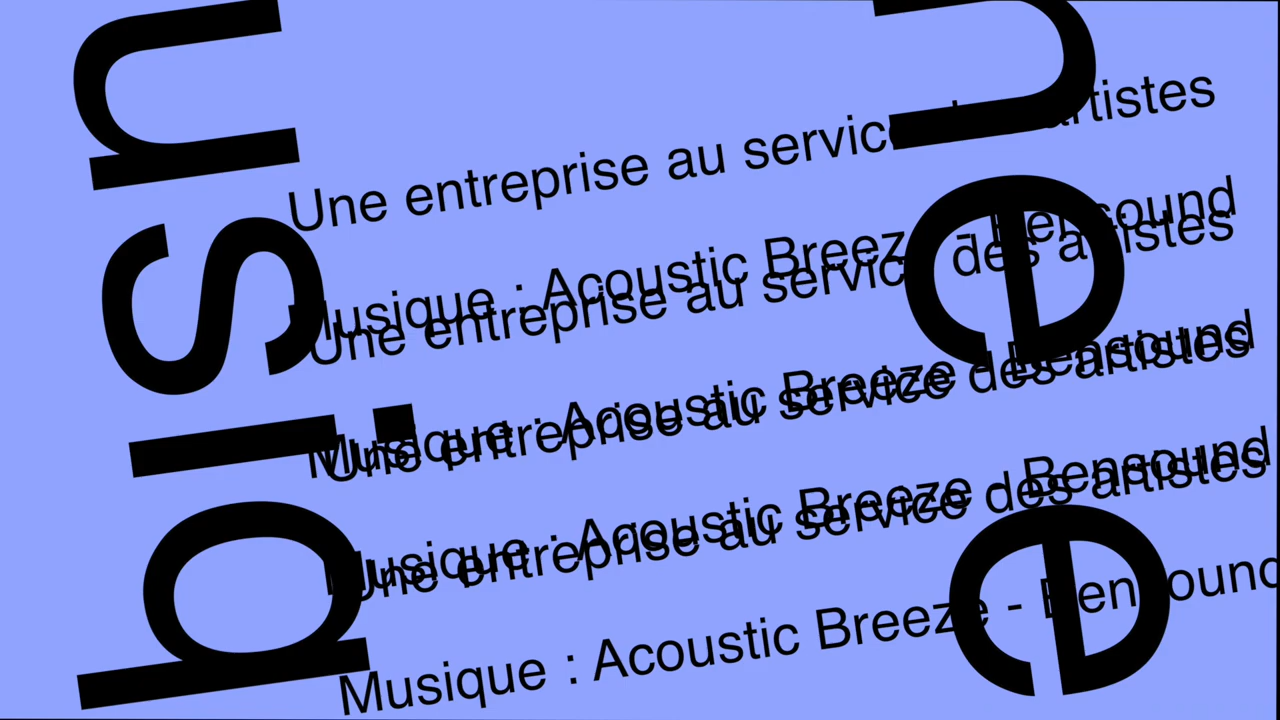 Une entreprise au service des artistes
Musique : Acoustic Breeze - Bensound
Une entreprise au service des artistes
Musique : Acoustic Breeze - Bensound
Une entreprise au service des artistes
Musique : Acoustic Breeze - Bensound
Une entreprise au service des artistes
Musique : Acoustic Breeze - Bensound
usiq
ne
e